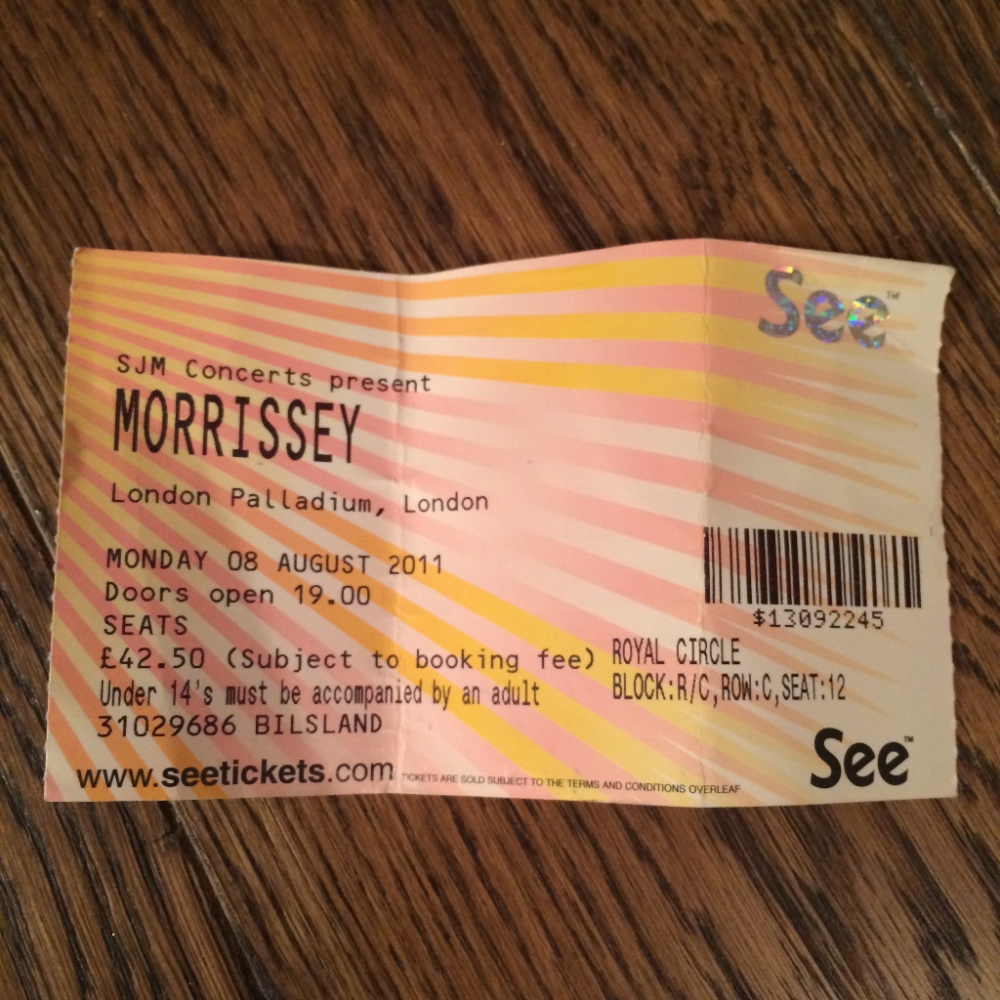 See™
SJM Concerts present
MORRISSEY
London Palladium, London
MONDAY 08 AUGUST 2011
Doors open 19.00
SEATS
£42.50 (Subject to booking fee)
Under 14's must be accompanied by an adult
31029686 BILSLAND
$13092245
ROYAL CIRCLE
BLOCK:R/C,ROW:C,SEAT:12
See™
www.seetickets.com TICKETS ARE SOLD SUBJECT TO THE TERMS AND CONDITIONS OVERLEAF